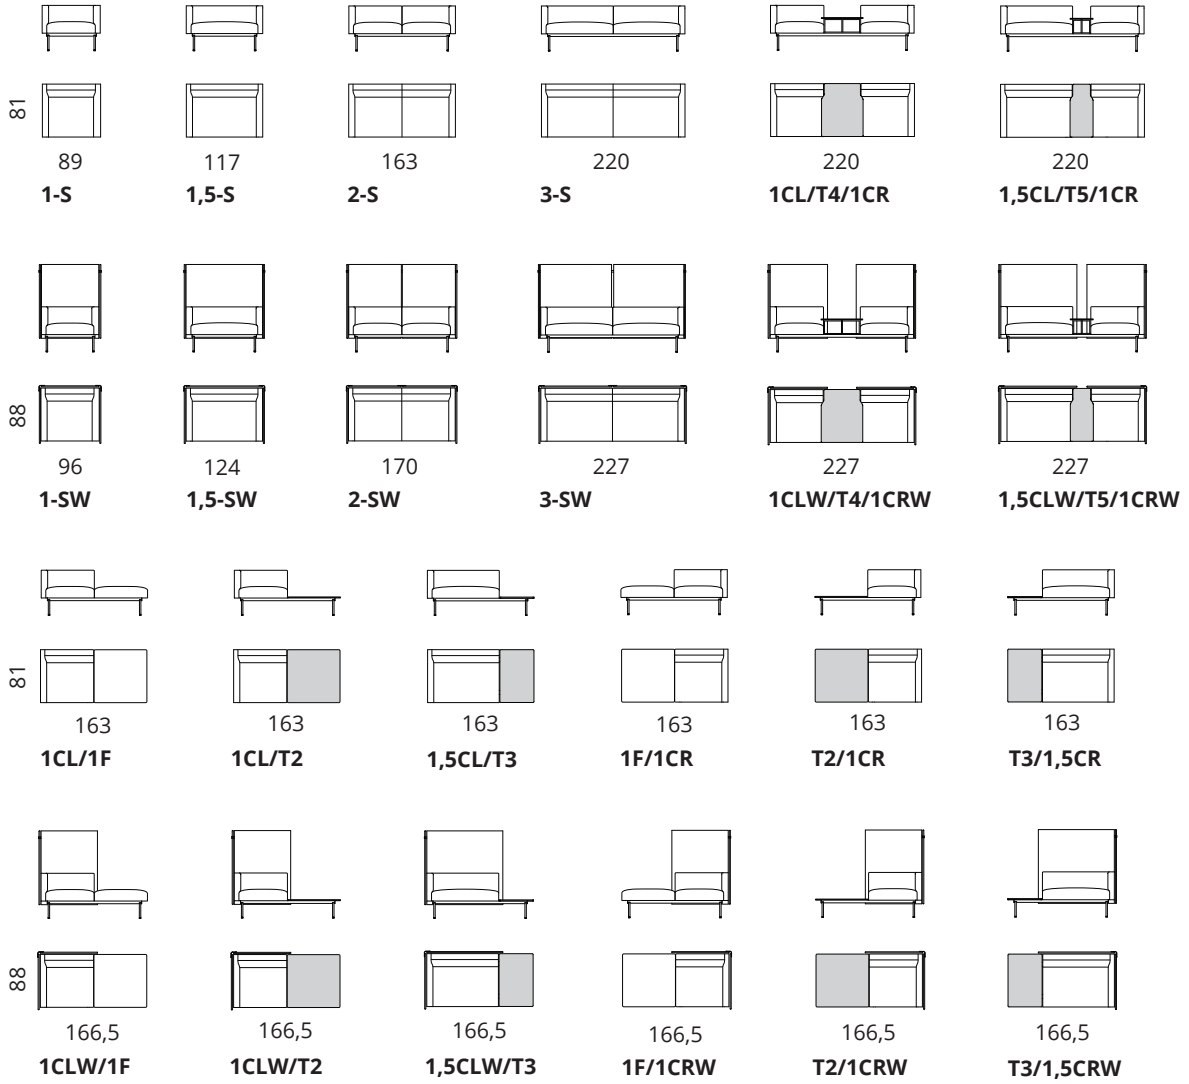 81
89 117 163 220 220 220
1-S 1,5-S 2-S 3-S 1CL/T4/1CR 1,5CL/T5/1CR
88
96 124 170 227 227 227
1-SW 1,5-SW 2-SW 3-SW 1CLW/T4/1CRW 1,5CLW/T5/1CRW
81
163 163 163 163 163 163
1CL/1F 1CL/T2 1,5CL/T3 1F/1CR T2/1CR T3/1,5CR
88
166,5 166,5 166,5 166,5 166,5 166,5
1CLW/1F 1CLW/T2 1,5CLW/T3 1F/1CRW T2/1CRW T3/1,5CRW